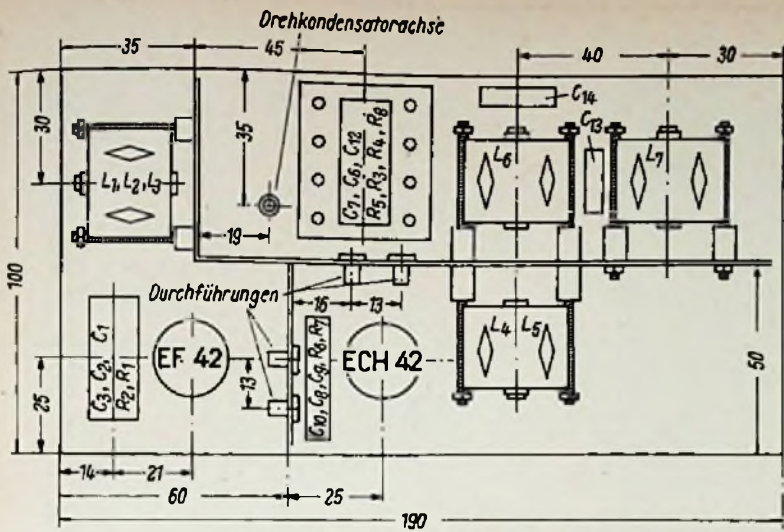 Drehkondensatorachse
35
45
40
30
30
35
C14
C13
L1, L2, L3
C7, C6, C12
R5, R3, R4, R8
L6
L7
19
100
Durchführungen
16
13
L4 L5
50
C3, C2, C1
R2, R1
EF 42
13
C10, C8, C9, R6, R7
ECH 42
25
14
21
60
25
190